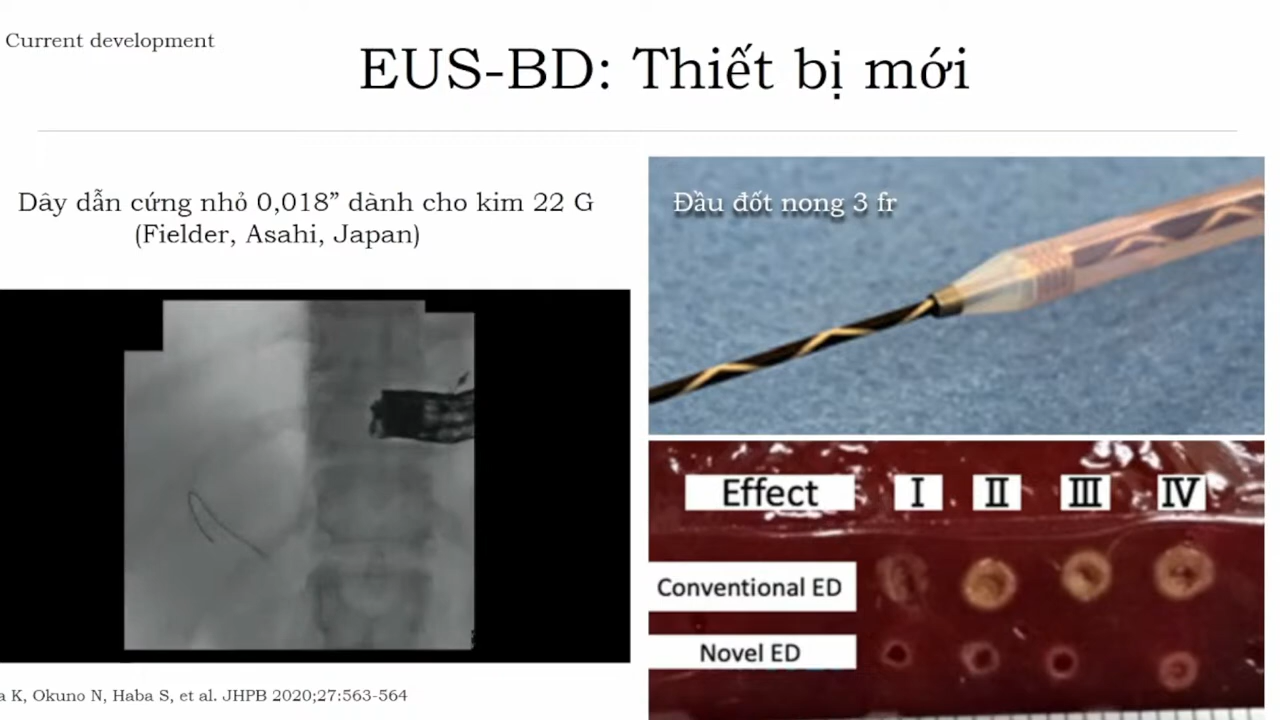 Current development
EUS-BD: Thiết bị mới
Dây dẫn cứng nhỏ 0,018” dành cho kim 22 G
(Fielder, Asahi, Japan)
Đầu đốt nong 3 fr
Effect I II III IV
Conventional ED
Novel ED
K, Okuno N, Haba S, et al. JHPB 2020;27:563-564